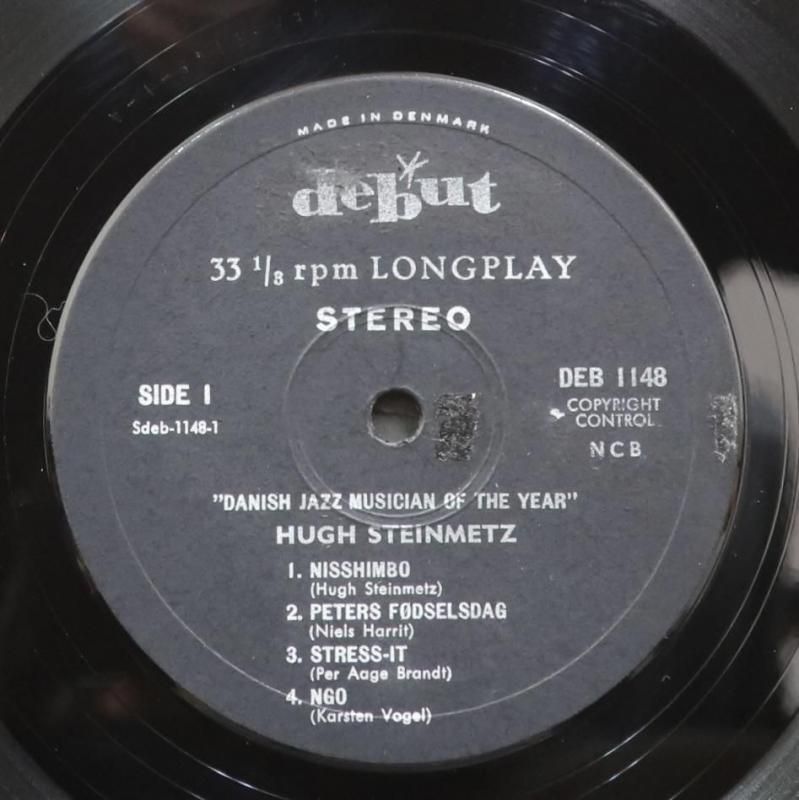 MADE IN DENMARK
debut
33 1/3 rpm LONGPLAY
STEREO
SIDE 1
Sdeb-1148-1
DEB 1148
COPYRIGHT
CONTROL
NCB
"DANISH JAZZ MUSICIAN OF THE YEAR"
HUGH STEINMETZ
1. NISSHIMBO
(Hugh Steinmetz)
2. PETERS FØDSELSDAG
(Niels Harrit)
3. STRESS-IT
(Per Aage Brandt)
4. NGO
(Karsten Vogel)